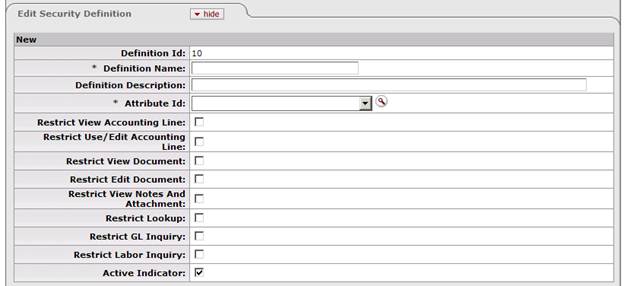 Edit Security Definition
hide
New
Definition Id: 10
* Definition Name:
Definition Description:
* Attribute Id:
Restrict View Accounting Line:
Restrict Use/Edit Accounting
Line:
Restrict View Document:
Restrict Edit Document:
Restrict View Notes And
Attachment:
Restrict Lookup:
Restrict GL Inquiry:
Restrict Labor Inquiry:
Active Indicator: